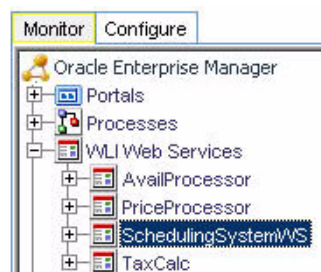 Monitor Configure
Oracle Enterprise Manager
Portals
Processes
WLI Web Services
AvailProcessor
PriceProcessor
SchedulingSystemWS
TaxCalc